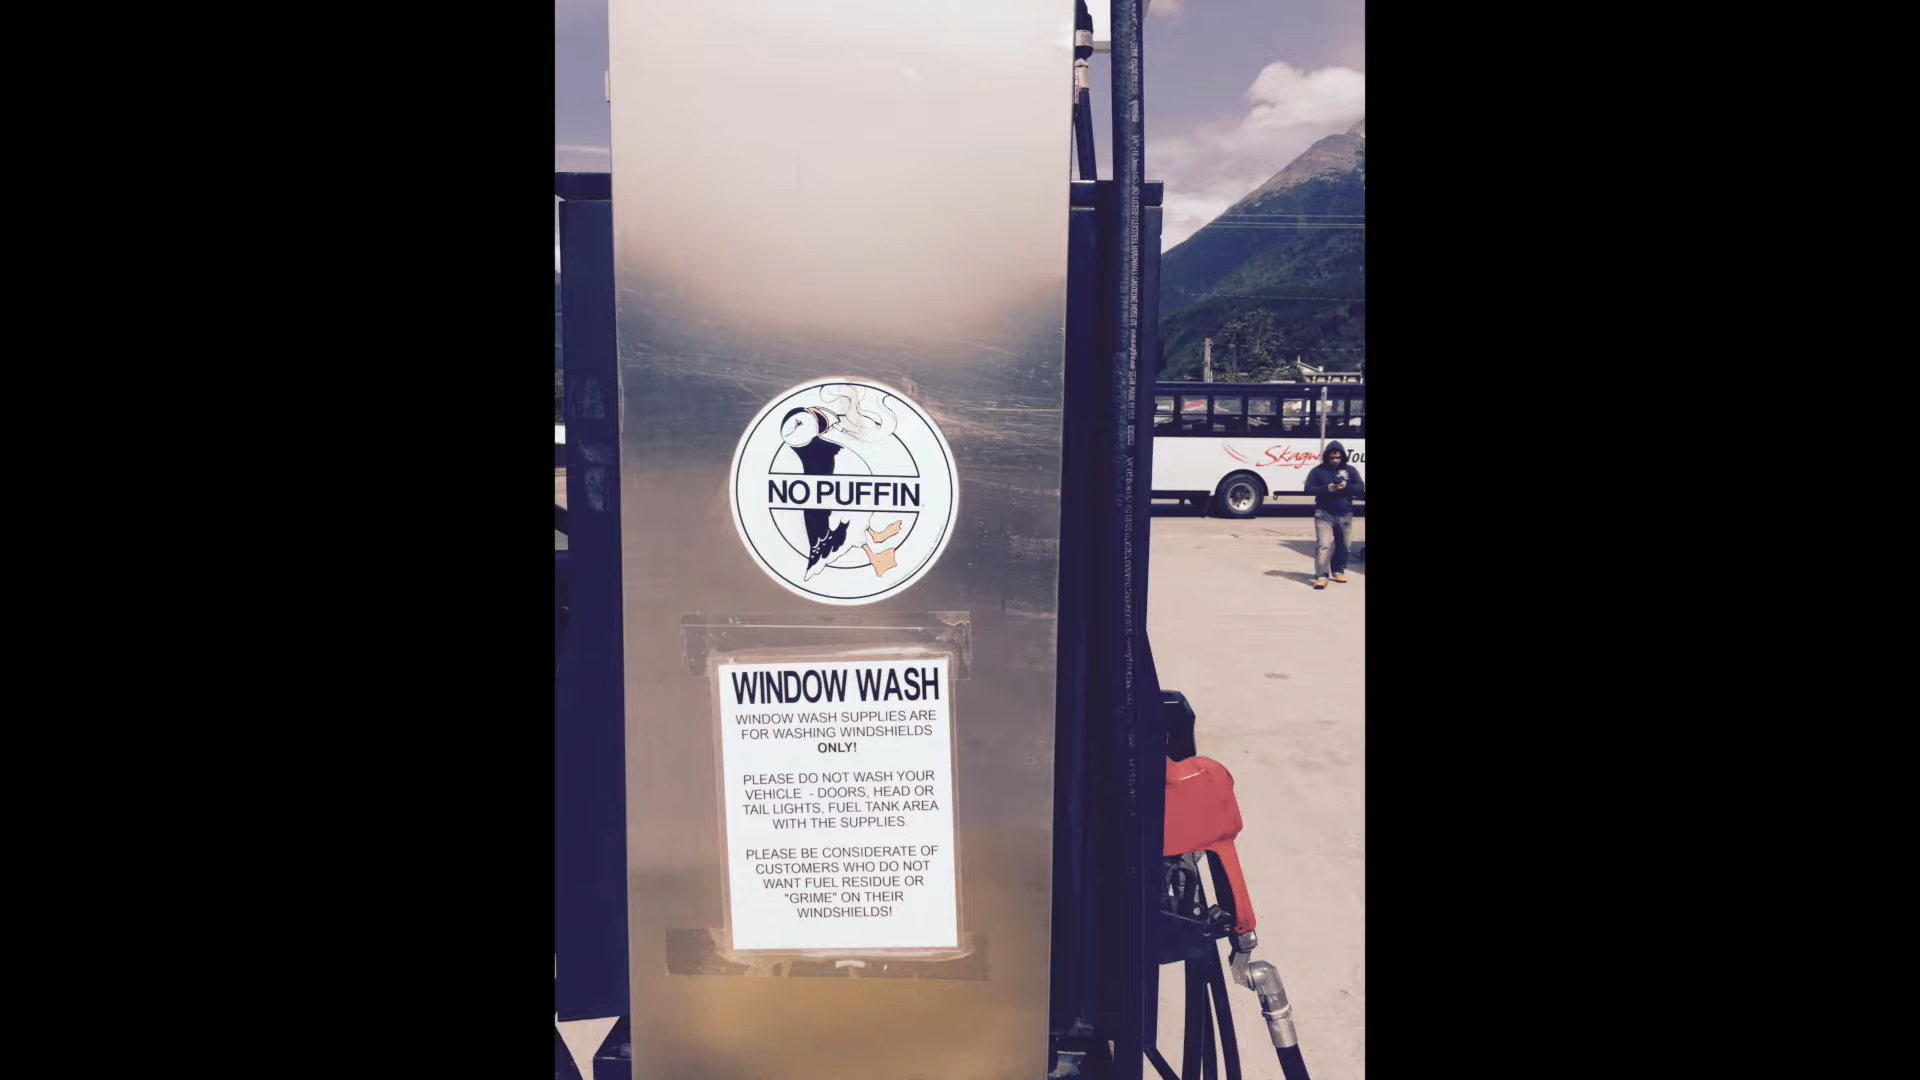 NO PUFFIN
WINDOW WASH
WINDOW WASH SUPPLIES ARE
FOR WASHING WINDSHIELDS
ONLY!
PLEASE DO NOT WASH YOUR
VEHICLE - DOORS, HEAD OR
TAIL LIGHTS, FUEL TANK AREA
WITH THE SUPPLIES.
PLEASE BE CONSIDERATE OF
CUSTOMERS WHO DO NOT
WANT FUEL RESIDUE OR
"GRIME" ON THEIR
WINDSHIELDS!